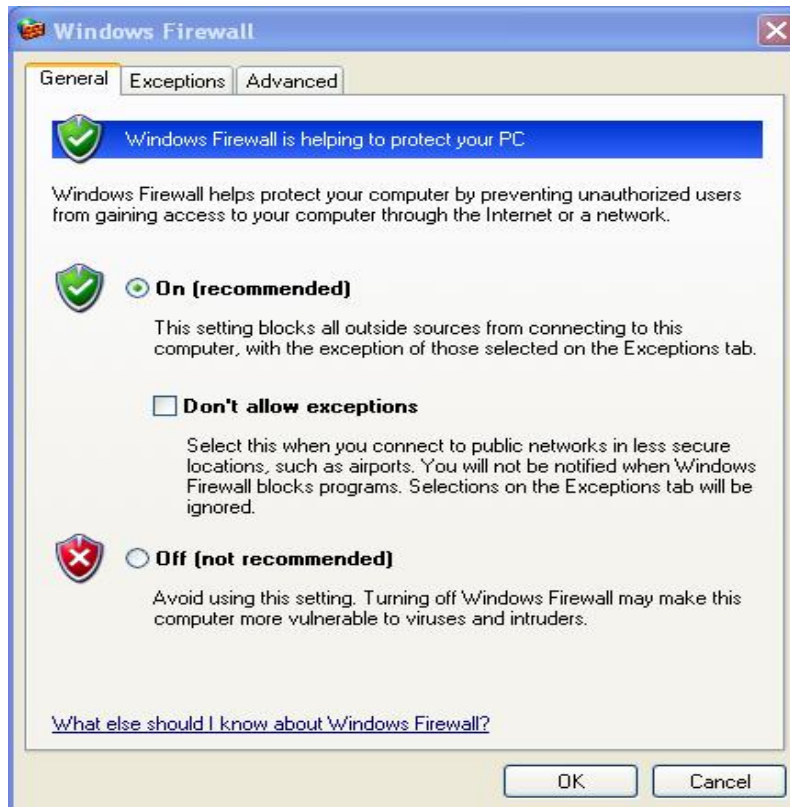 Windows Firewall
General Exceptions Advanced
Windows Firewall is helping to protect your PC
Windows Firewall helps protect your computer by preventing unauthorized users
from gaining access to your computer through the Internet or a network.
On (recommended)
This setting blocks all outside sources from connecting to this
computer, with the exception of those selected on the Exceptions tab.
Don't allow exceptions
Select this when you connect to public networks in less secure
locations, such as airports. You will not be notified when Windows
Firewall blocks programs. Selections on the Exceptions tab will be
ignored.
Off (not recommended)
Avoid using this setting. Turning off Windows Firewall may make this
computer more vulnerable to viruses and intruders.
What else should I know about Windows Firewall?
OK Cancel